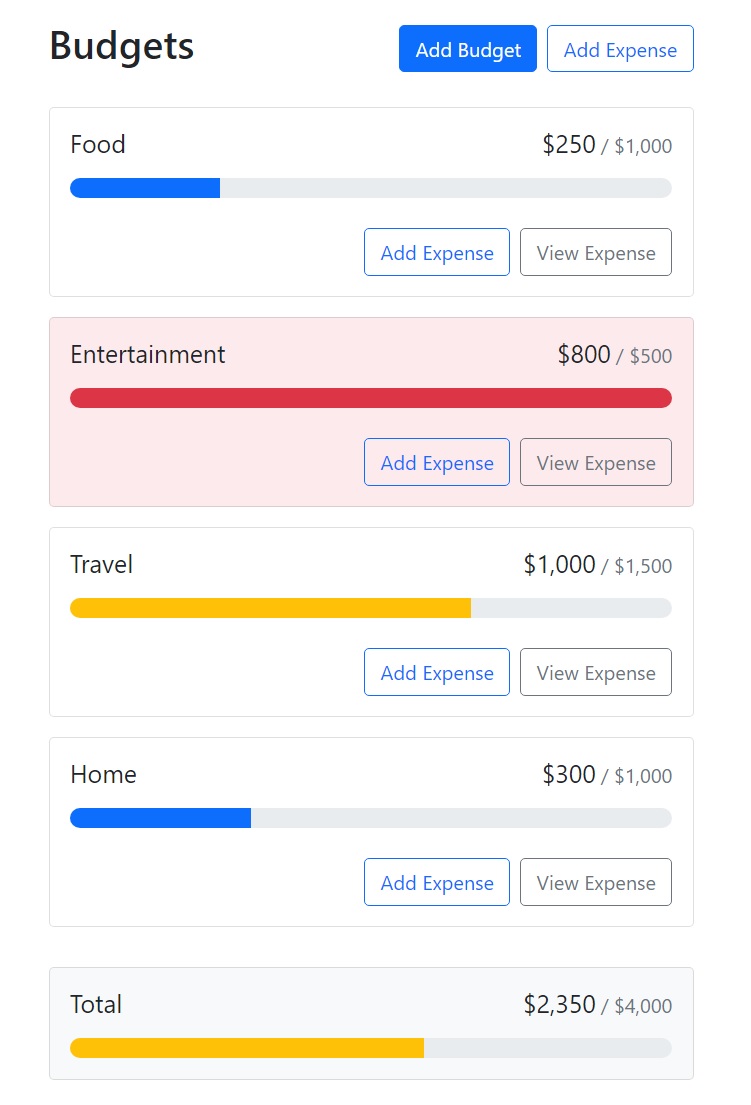 Budgets Add Budget Add Expense
Food $250 / $1,000
Add Expense View Expense
Entertainment $800 / $500
Add Expense View Expense
Travel $1,000 / $1,500
Add Expense View Expense
Home $300 / $1,000
Add Expense View Expense
Total $2,350 / $4,000